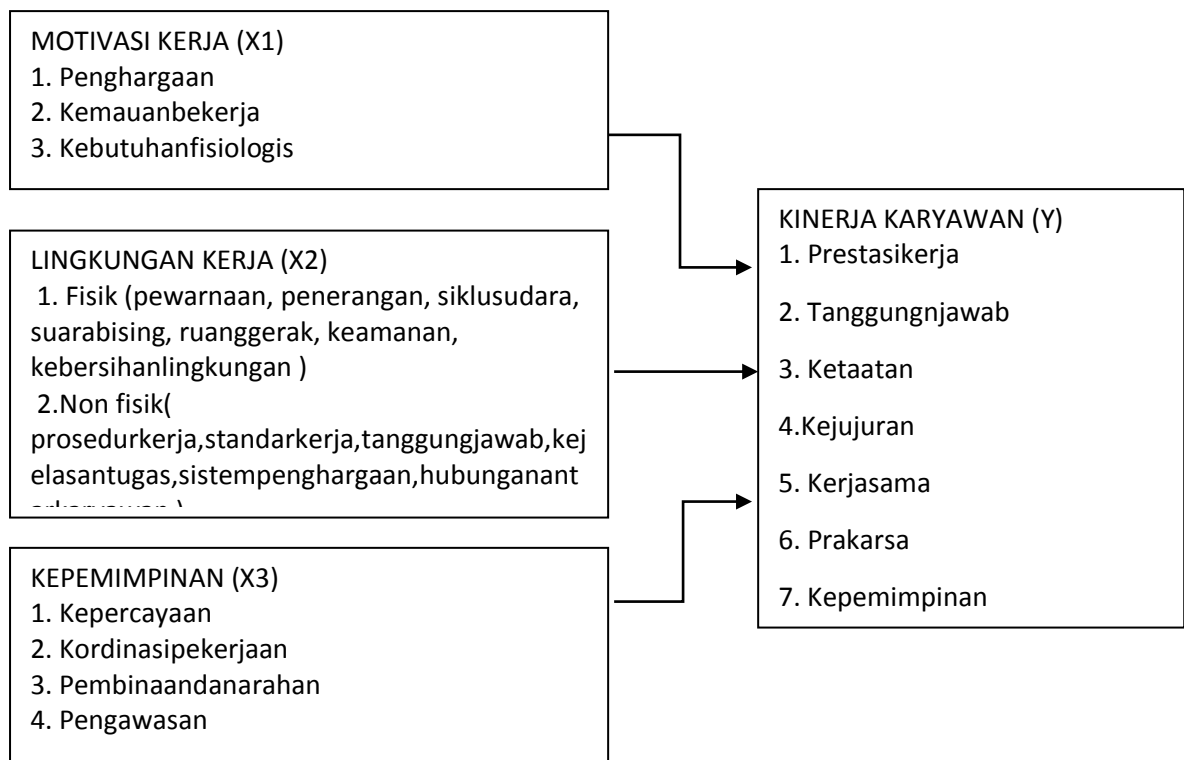 MOTIVASI KERJA (X1)
1. Penghargaan
2. Kemauanbekerja
3. Kebutuhanfisiologis
LINGKUNGAN KERJA (X2)
1. Fisik (pewarnaan, penerangan, siklusudara,
suarabising, ruanggerak, keamanan,
kebersihanlingkungan )
2.Non fisik(
prosedurkerja,standarkerja,tanggungjawab,kej
elasantugas,sistempenghargaan,hubunganant
KEPEMIMPINAN (X3)
1. Kepercayaan
2. Kordinasipekerjaan
3. Pembinaandanarahan
4. Pengawasan
KINERJA KARYAWAN (Y)
1. Prestasikerja
2. Tanggungnjawab
3. Ketaatan
4.Kejujuran
5. Kerjasama
6. Prakarsa
7. Kepemimpinan